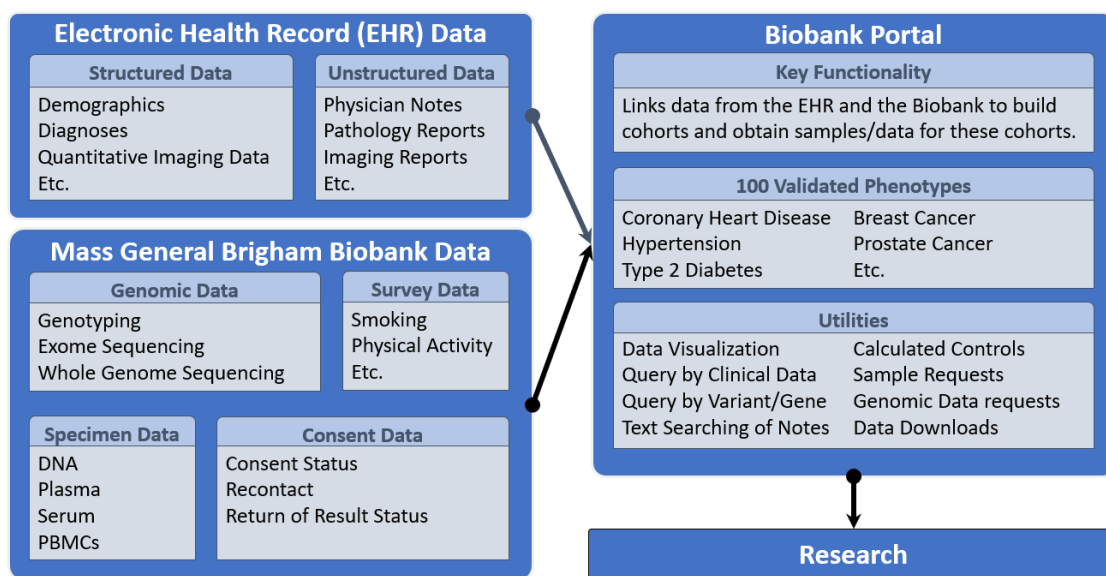 Electronic Health Record (EHR) Data
Structured Data
Demographics
Diagnoses
Quantitative Imaging Data
Etc.
Unstructured Data
Physician Notes
Pathology Reports
Imaging Reports
Etc.
Mass General Brigham Biobank Data
Genomic Data
Genotyping
Exome Sequencing
Whole Genome Sequencing
Survey Data
Smoking
Physical Activity
Etc.
Specimen Data
DNA
Plasma
Serum
PBMCs
Consent Data
Consent Status
Recontact
Return of Result Status
Biobank Portal
Key Functionality
Links data from the EHR and the Biobank to build
cohorts and obtain samples/data for these cohorts.
100 Validated Phenotypes
Coronary Heart Disease
Hypertension
Type 2 Diabetes
Breast Cancer
Prostate Cancer
Etc.
Utilities
Data Visualization
Query by Clinical Data
Query by Variant/Gene
Text Searching of Notes
Calculated Controls
Sample Requests
Genomic Data requests
Data Downloads
Research